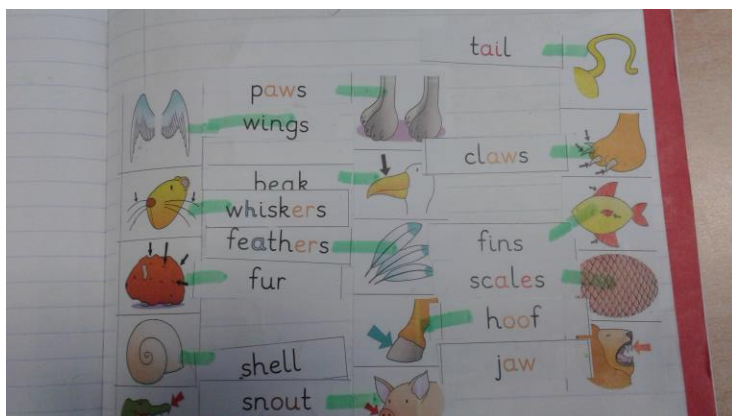 tail
paws
wings
claws
beak
whiskers
feathers
fins
fur
scales
hoof
shell
jaw
snout